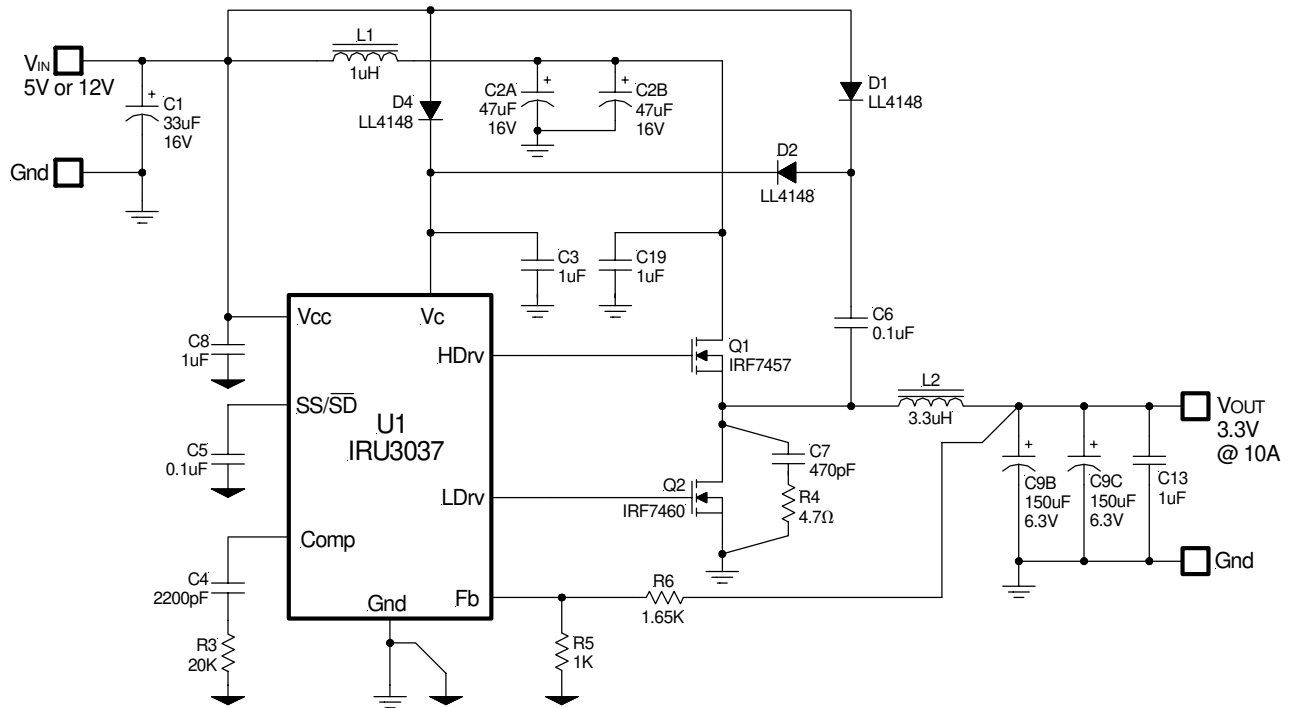 L1
1uH
VIN
5V or 12V
+
C1
33uF
16V
Gnd
D4
LL4148
+
C2A
47uF
16V
+
C2B
47uF
16V
D1
LL4148
D2
LL4148
C3
1uF
C19
1uF
C6
0.1uF
Vcc
Vc
HDrv
SS/SD
U1
IRU3037
LDrv
Comp
Gnd
Fb
C8
1uF
C5
0.1uF
C4
2200pF
R3
20K
Q1
IRF7457
L2
3.3uH
VOUT
3.3V
@ 10A
Q2
IRF7460
C7
470pF
R4
4.7Ω
+
C9B
150uF
6.3V
+
C9C
150uF
6.3V
C13
1uF
Gnd
R6
1.65K
R5
1K